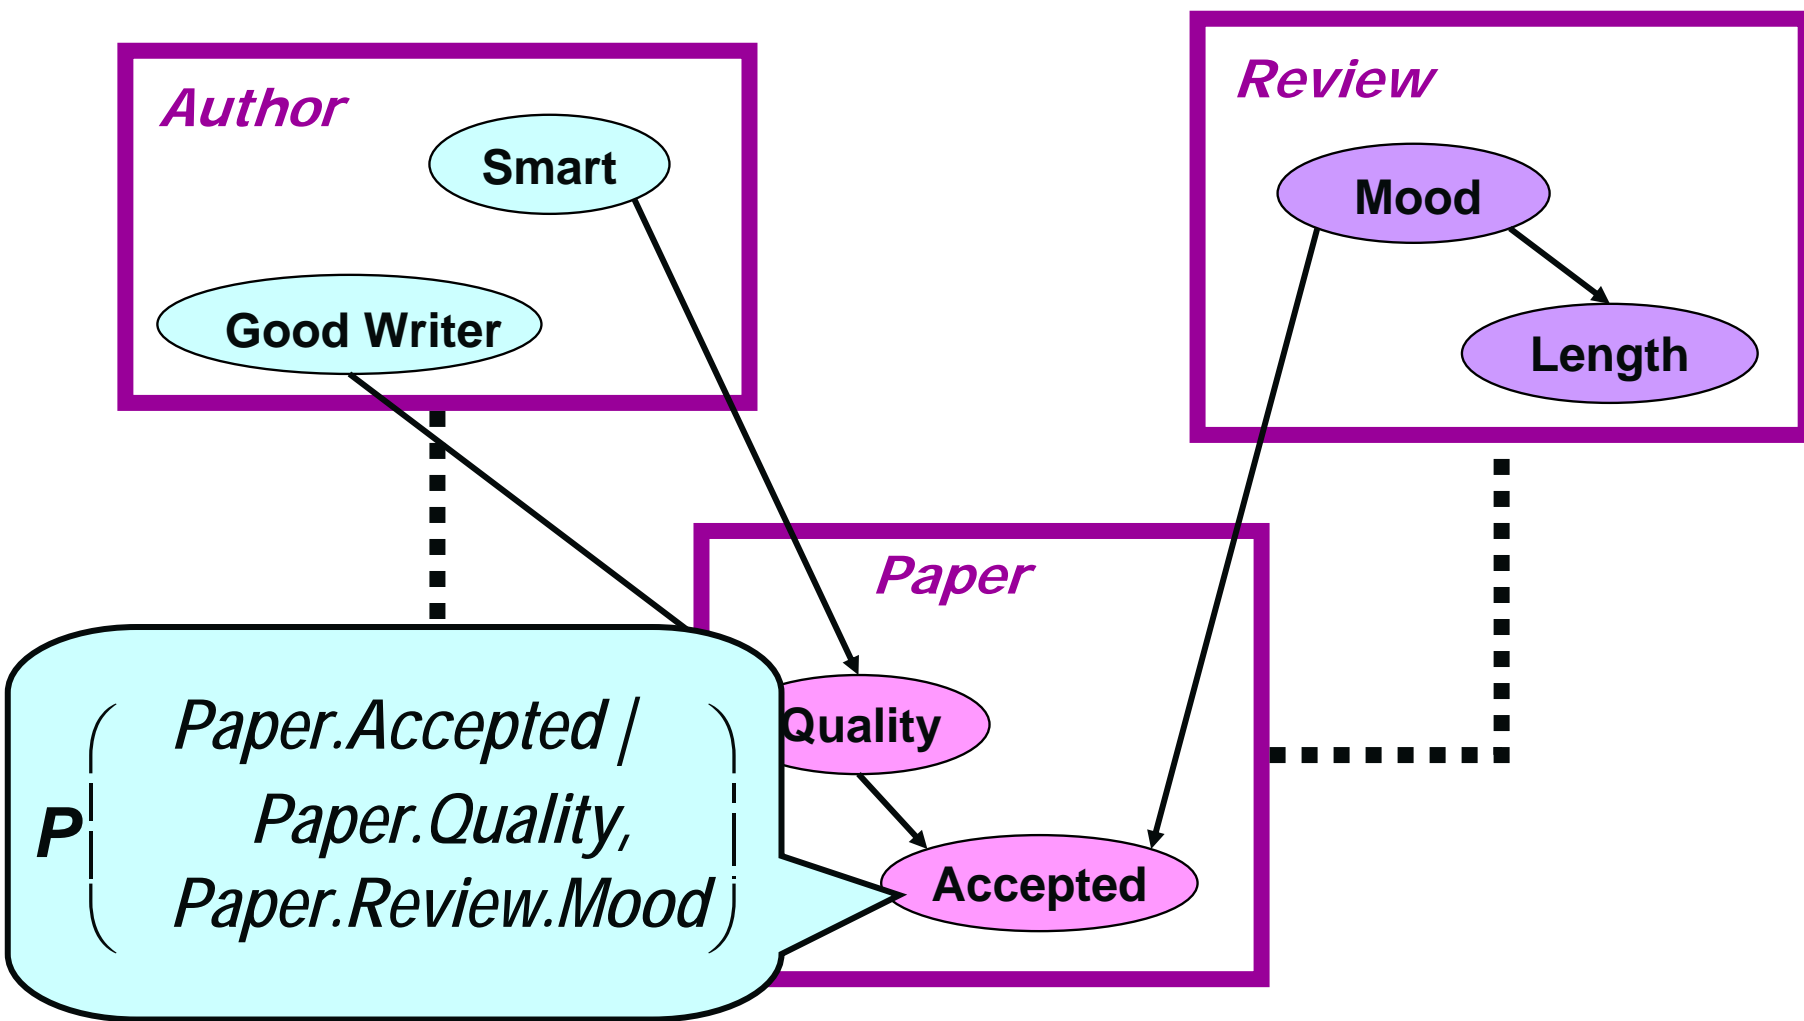 Author
Smart
Good Writer
Review
Mood
Length
Paper
Quality
Accepted
P
Paper.Accepted |
Paper.Quality,
Paper.Review.Mood